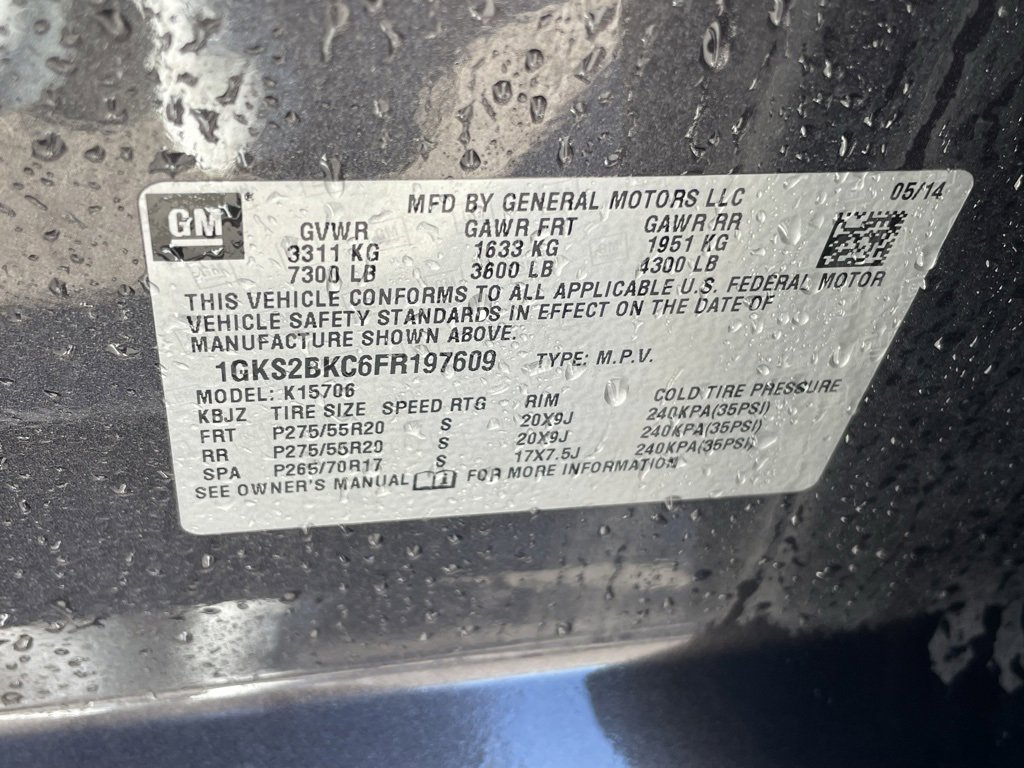 GM
MFD BY GENERAL MOTORS LLC 05/14
GVWR GAWR FRT GAWR RR
3311 KG 1633 KG 1951 KG
7300 LB 3600 LB 4300 LB
THIS VEHICLE CONFORMS TO ALL APPLICABLE U.S. FEDERAL MOTOR
VEHICLE SAFETY STANDARDS IN EFFECT ON THE DATE OF
MANUFACTURE SHOWN ABOVE.
1GKS2BKC6FR197609 TYPE: M.P.V.
MODEL: K15706
KBJZ TIRE SIZE SPEED RTG RIM COLD TIRE PRESSURE
FRT P275/55R20 S 20X9J 240KPA(35PSI)
RR P275/55R20 S 20X9J 240KPA(35PSI)
SPA P265/70R17 S 17X7.5J 240KPA(35PSI)
SEE OWNER'S MANUAL FOR MORE INFORMATION